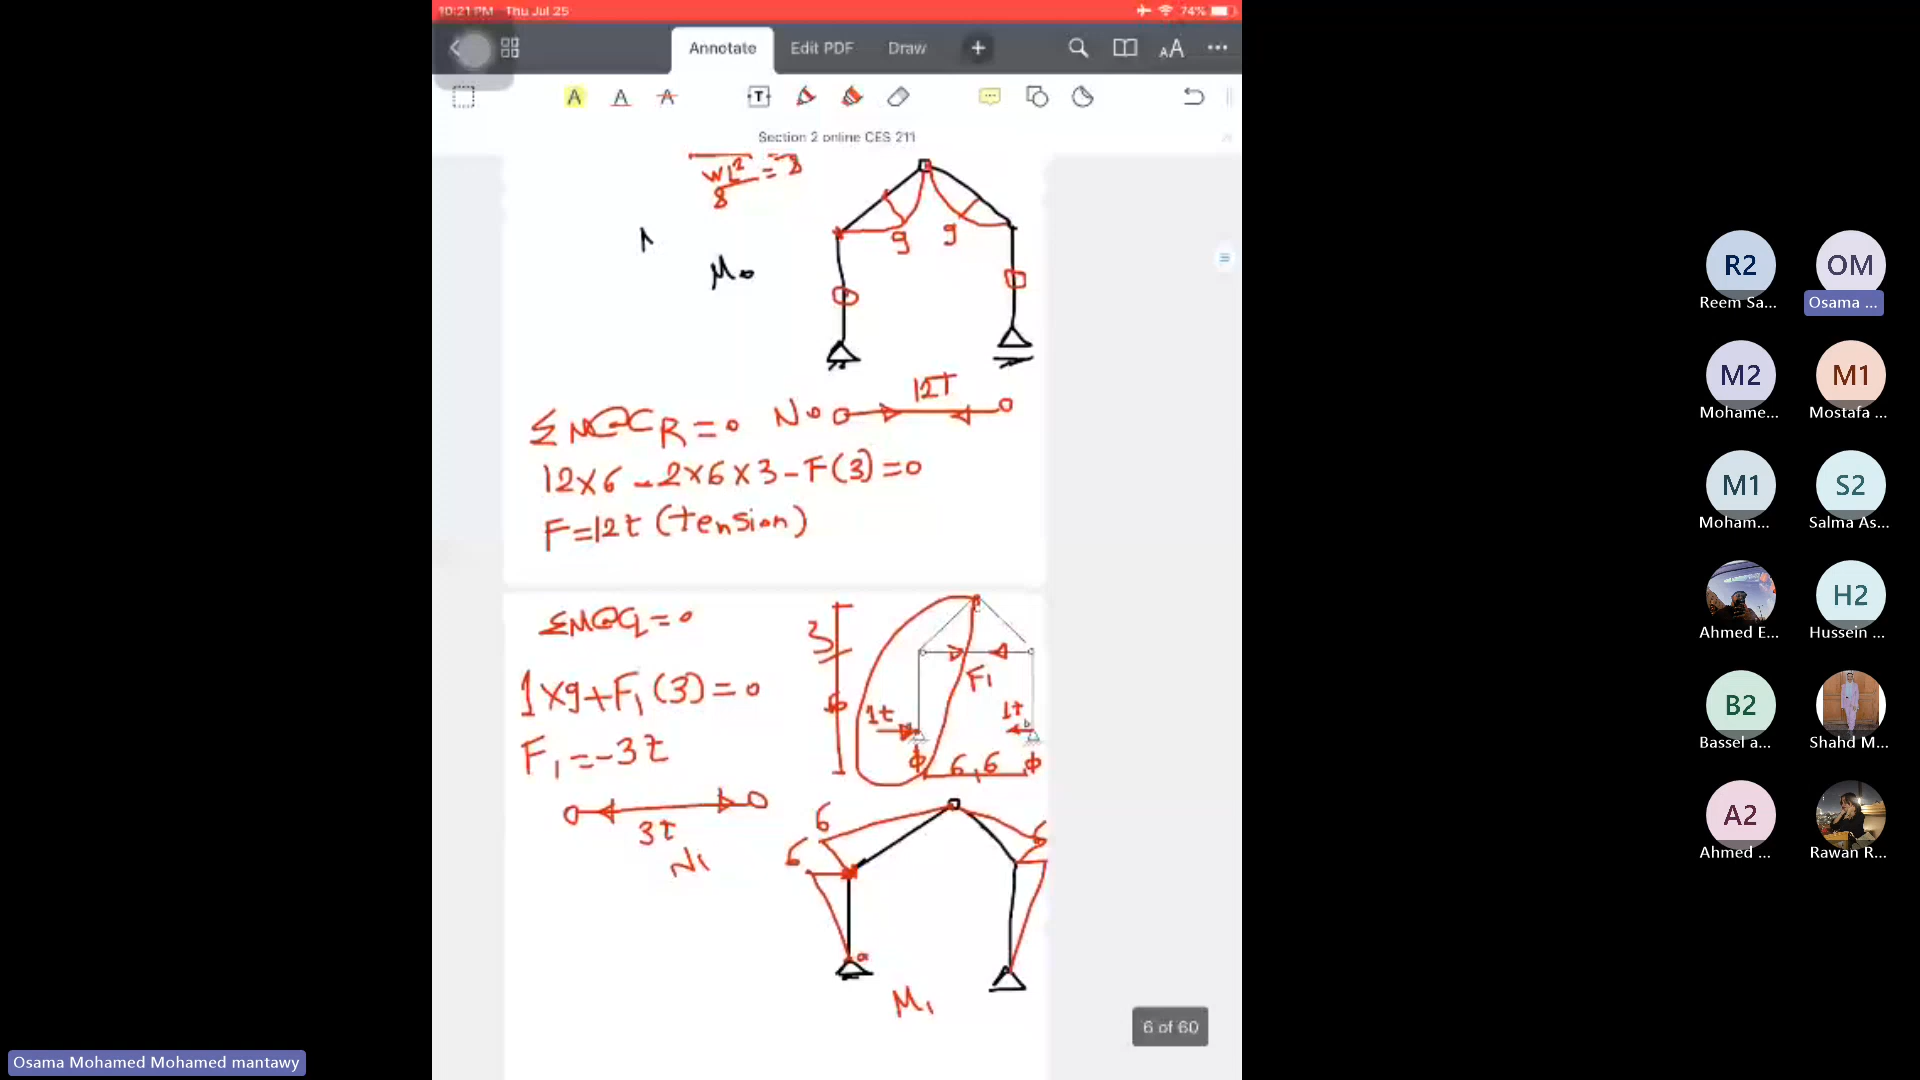 10:21 PM Thu Jul 25
74%
Annotate Edit PDF Draw
Section 2 online CES 211
WL²/8 =
M₀
9 9
12T
ΣM@C_R = 0 N₀
12×6 - 2×6×3 - F(3) = 0
F = 12t (Tension)
ΣM@C_L = 0
3
1×9 + F₁(3) = 0
F₁
1t 1t
F₁ = -3t
6, 6
3t
N₁
6 6
6
a
M₁
6 of 60
R2 OM
Reem Sa... Osama ...
M2 M1
Mohame... Mostafa ...
M1 S2
Moham... Salma As...
H2
Ahmed E... Hussein ...
B2
Bassel a... Shahd M...
A2
Ahmed ... Rawan R...
Osama Mohamed Mohamed mantawy